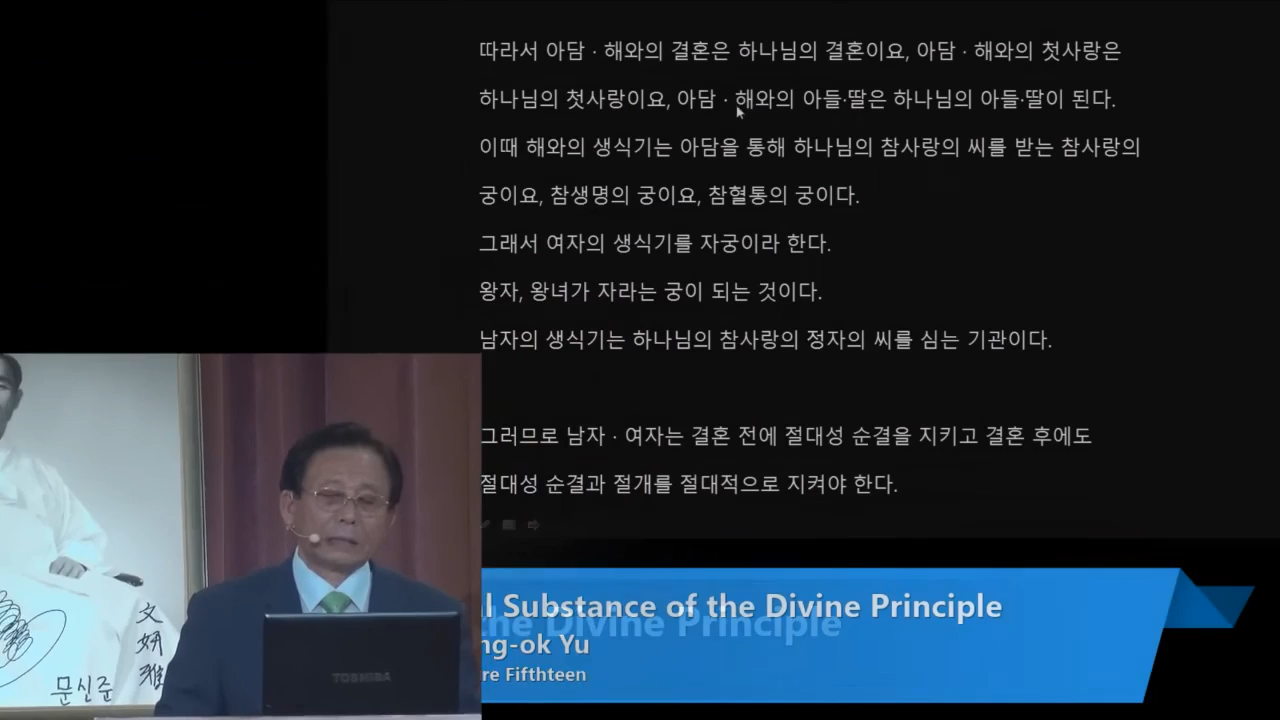 따라서 아담 · 해와의 결혼은 하나님의 결혼이요, 아담 · 해와의 첫사랑은
하나님의 첫사랑이요, 아담 · 해와의 아들·딸은 하나님의 아들·딸이 된다.
이때 해와의 생식기는 아담을 통해 하나님의 참사랑의 씨를 받는 참사랑의
궁이요, 참생명의 궁이요, 참혈통의 궁이다.
그래서 여자의 생식기를 자궁이라 한다.
왕자, 왕녀가 자라는 궁이 되는 것이다.
남자의 생식기는 하나님의 참사랑의 정자의 씨를 심는 기관이다.
그러므로 남자 · 여자는 결혼 전에 절대성 순결을 지키고 결혼 후에도
절대성 순결과 절개를 절대적으로 지켜야 한다.
文
妍
雅
문신준
TOSHIBA
l Substance of the Divine Principle
the Divine Principle
ng-ok Yu
re Fifthteen